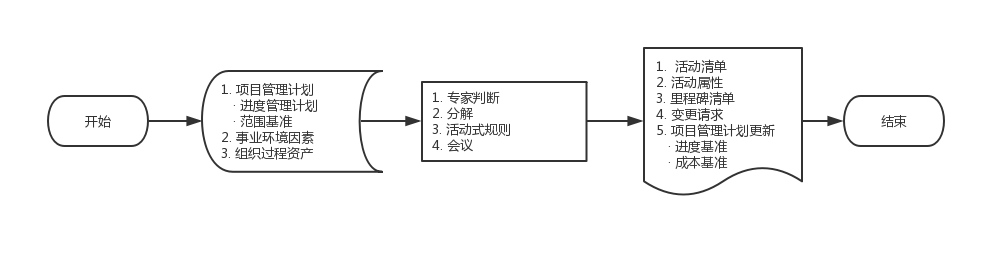 开始
1. 项目管理计划
· 进度管理计划
· 范围基准
2. 事业环境因素
3. 组织过程资产
1. 专家判断
2. 分解
3. 活动式规则
4. 会议
1. 活动清单
2. 活动属性
3. 里程碑清单
4. 变更请求
5. 项目管理计划更新
· 进度基准
· 成本基准
结束